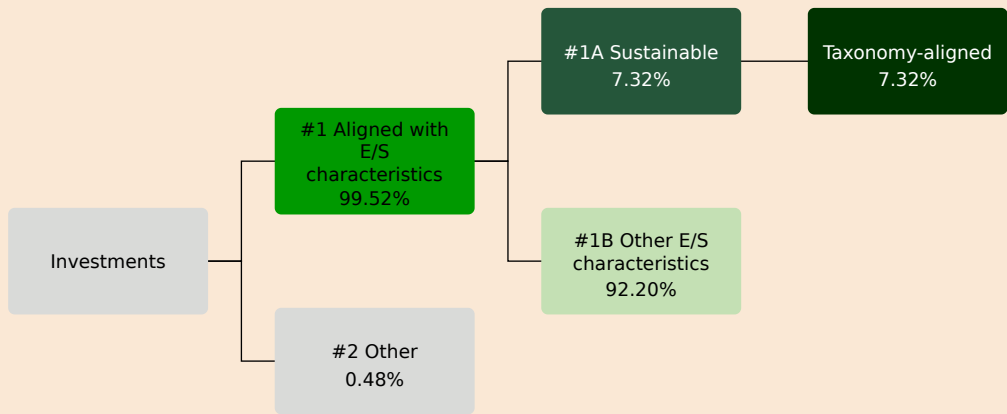 Investments
#1 Aligned with
E/S
characteristics
99.52%
#2 Other
0.48%
#1A Sustainable
7.32%
#1B Other E/S
characteristics
92.20%
Taxonomy-aligned
7.32%